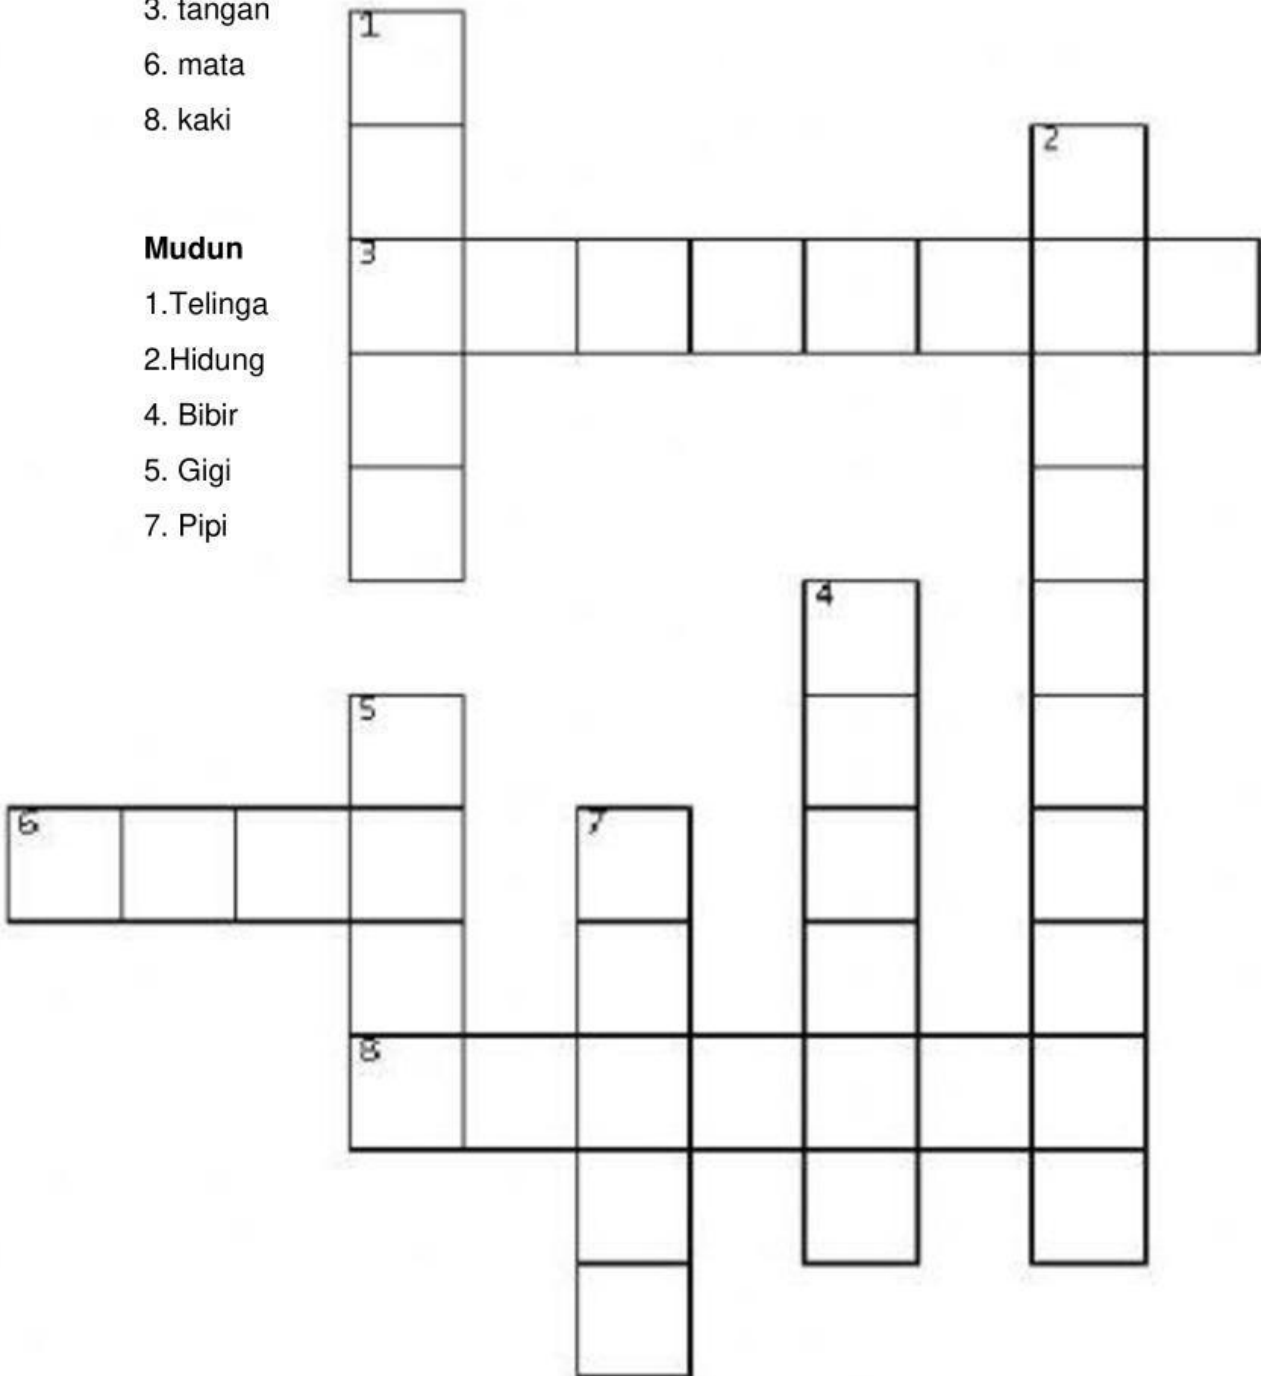 3. tangan
6. mata
8. kaki
Mudun
1.Telinga
2.Hidung
4. Bibir
5. Gigi
7. Pipi
1
2
3
4
5
6
7
8